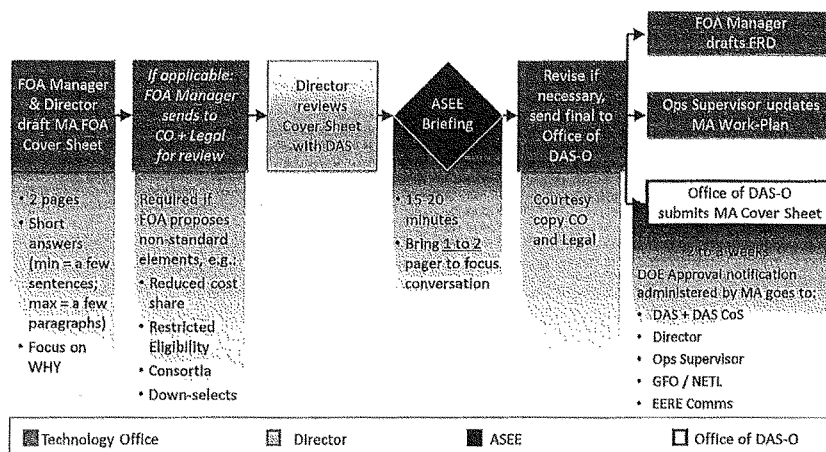 FOA Manager
& Director
draft MA FOA
Cover Sheet
• 2 pages
• Short
answers
(min = a few
sentences;
max = a few
paragraphs)
• Focus on
WHY
If applicable:
FOA Manager
sends to
CO + Legal
for review
Required if
FOA proposes
non-standard
elements, e.g.:
• Reduced cost
share
• Restricted
Eligibility
• Consortia
• Down-selects
Director
reviews
Cover Sheet
with DAS
ASEE
Briefing
• 15-20
minutes
• Bring 1 to 2
pager to focus
conversation
Revise if
necessary,
send final to
Office of
DAS-O
Courtesy
copy CO
and Legal
FOA Manager
drafts FRD
Ops Supervisor updates
MA Work-Plan
Office of DAS-O
submits MA Cover Sheet
2 to 3 weeks
DOE Approval notification
administered by MA goes to:
• DAS + DAS CoS
• Director
• Ops Supervisor
• GFO / NETL
• EERE Comms
Technology Office
Director
ASEE
Office of DAS-O